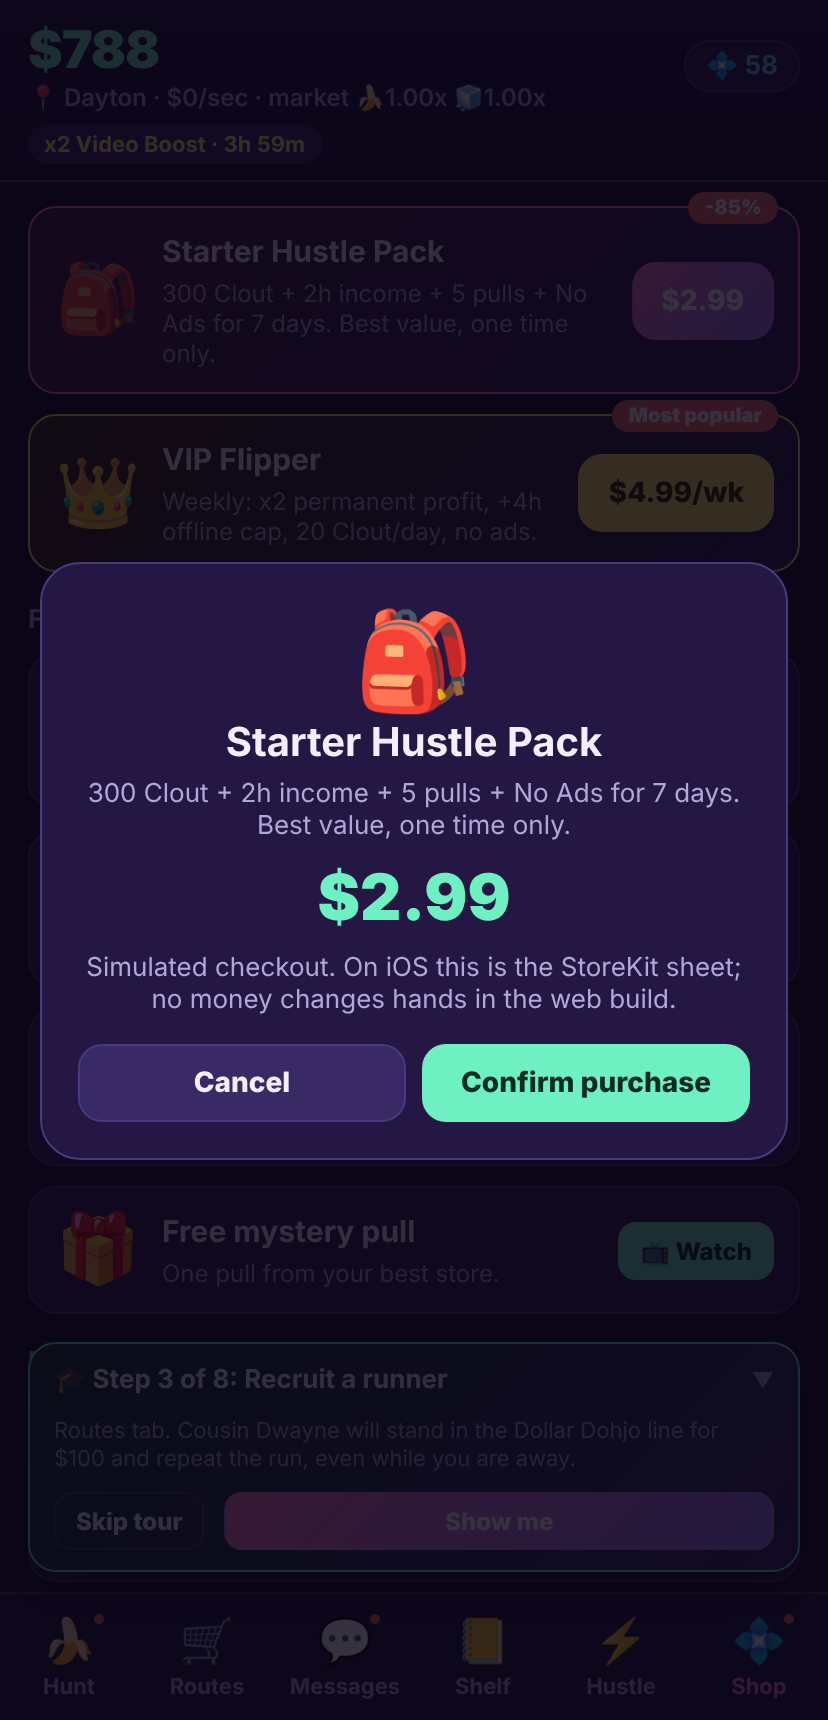 $788
Dayton · $0/sec · market 1.00x 1.00x
58
x2 Video Boost · 3h 59m
-85%
Starter Hustle Pack
300 Clout + 2h income + 5 pulls + No
Ads for 7 days. Best value, one time
only.
$2.99
Most popular
VIP Flipper
Weekly: x2 permanent profit, +4h
offline cap, 20 Clout/day, no ads.
$4.99/wk
Starter Hustle Pack
300 Clout + 2h income + 5 pulls + No Ads for 7 days.
Best value, one time only.
$2.99
Simulated checkout. On iOS this is the StoreKit sheet;
no money changes hands in the web build.
Cancel
Confirm purchase
Free mystery pull
One pull from your best store.
Watch
Step 3 of 8: Recruit a runner
Routes tab. Cousin Dwayne will stand in the Dollar Dohjo line for
$100 and repeat the run, even while you are away.
Skip tour
Show me
Hunt
Routes
Messages
Shelf
Hustle
Shop